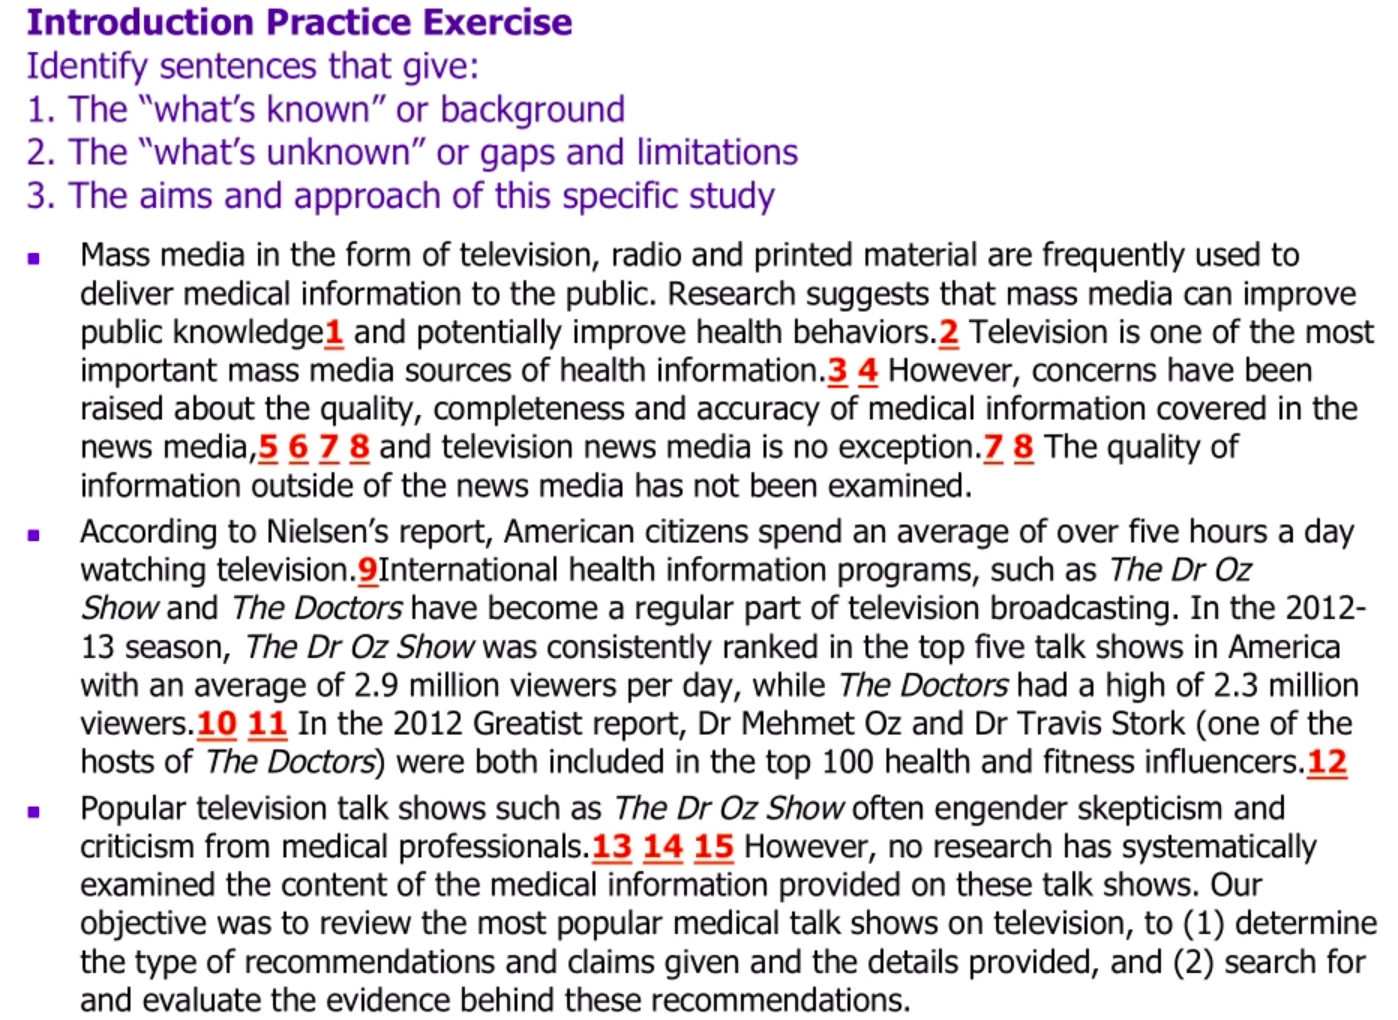 Introduction Practice Exercise
Identify sentences that give:
1. The “what’s known” or background
2. The “what’s unknown” or gaps and limitations
3. The aims and approach of this specific study
▪ Mass media in the form of television, radio and printed material are frequently used to
deliver medical information to the public. Research suggests that mass media can improve
public knowledge1 and potentially improve health behaviors.2 Television is one of the most
important mass media sources of health information.3 4 However, concerns have been
raised about the quality, completeness and accuracy of medical information covered in the
news media,5 6 7 8 and television news media is no exception.7 8 The quality of
information outside of the news media has not been examined.
▪ According to Nielsen’s report, American citizens spend an average of over five hours a day
watching television.9International health information programs, such as The Dr Oz
Show and The Doctors have become a regular part of television broadcasting. In the 2012-
13 season, The Dr Oz Show was consistently ranked in the top five talk shows in America
with an average of 2.9 million viewers per day, while The Doctors had a high of 2.3 million
viewers.10 11 In the 2012 Greatist report, Dr Mehmet Oz and Dr Travis Stork (one of the
hosts of The Doctors) were both included in the top 100 health and fitness influencers.12
▪ Popular television talk shows such as The Dr Oz Show often engender skepticism and
criticism from medical professionals.13 14 15 However, no research has systematically
examined the content of the medical information provided on these talk shows. Our
objective was to review the most popular medical talk shows on television, to (1) determine
the type of recommendations and claims given and the details provided, and (2) search for
and evaluate the evidence behind these recommendations.